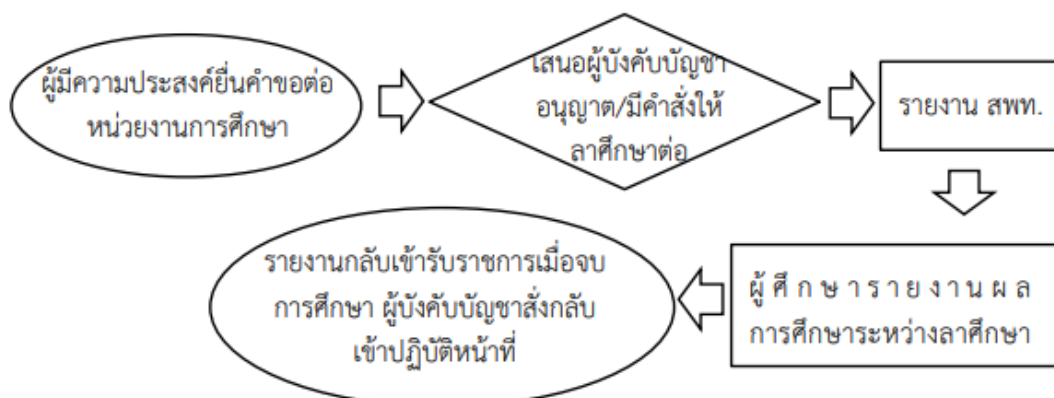 ผู้มีความประสงค์ยื่นคำขอต่อ
หน่วยงานการศึกษา
เสนอผู้บังคับบัญชา
อนุญาต/มีคำสั่งให้
ลาศึกษาต่อ
รายงาน สพท.
ผู้ศึกษารายงานผล
การศึกษาระหว่างลาศึกษา
รายงานกลับเข้ารับราชการเมื่อจบ
การศึกษา ผู้บังคับบัญชาสั่งกลับ
เข้าปฏิบัติหน้าที่